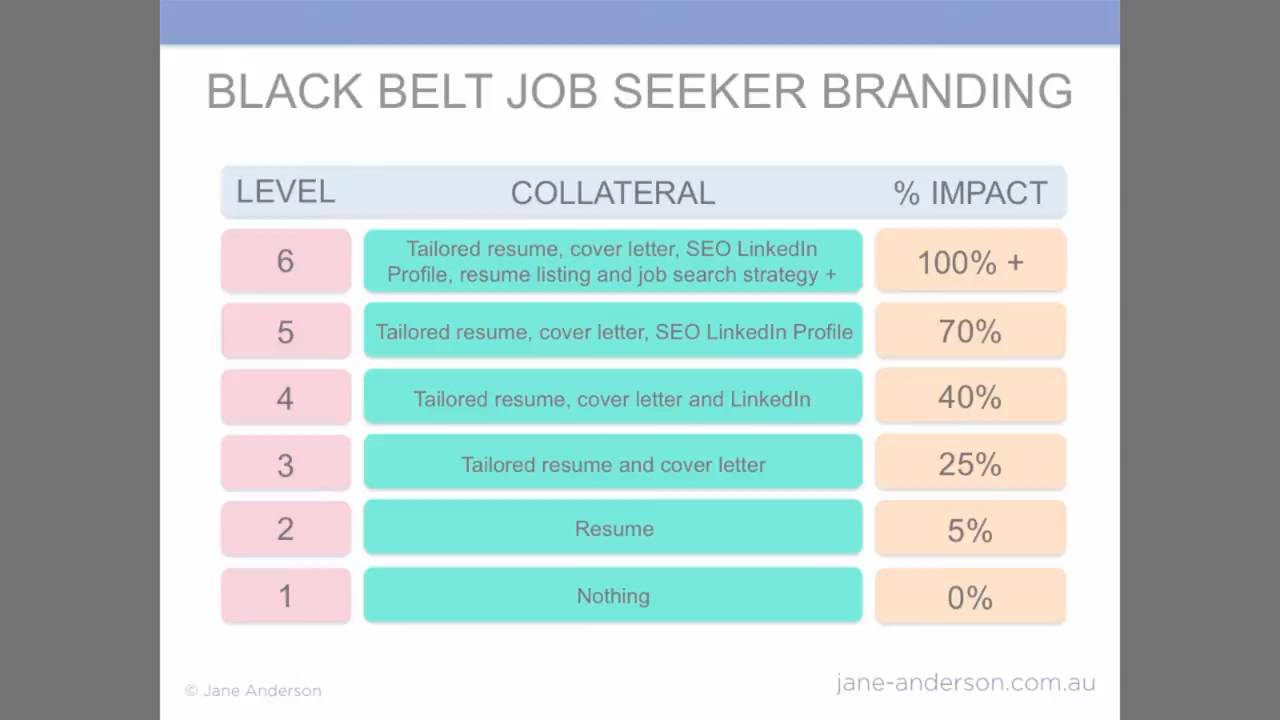 BLACK BELT JOB SEEKER BRANDING
LEVEL COLLATERAL % IMPACT
6 Tailored resume, cover letter, SEO LinkedIn
Profile, resume listing and job search strategy + 100% +
5 Tailored resume, cover letter, SEO LinkedIn Profile 70%
4 Tailored resume, cover letter and LinkedIn 40%
3 Tailored resume and cover letter 25%
2 Resume 5%
1 Nothing 0%
© Jane Anderson jane-anderson.com.au